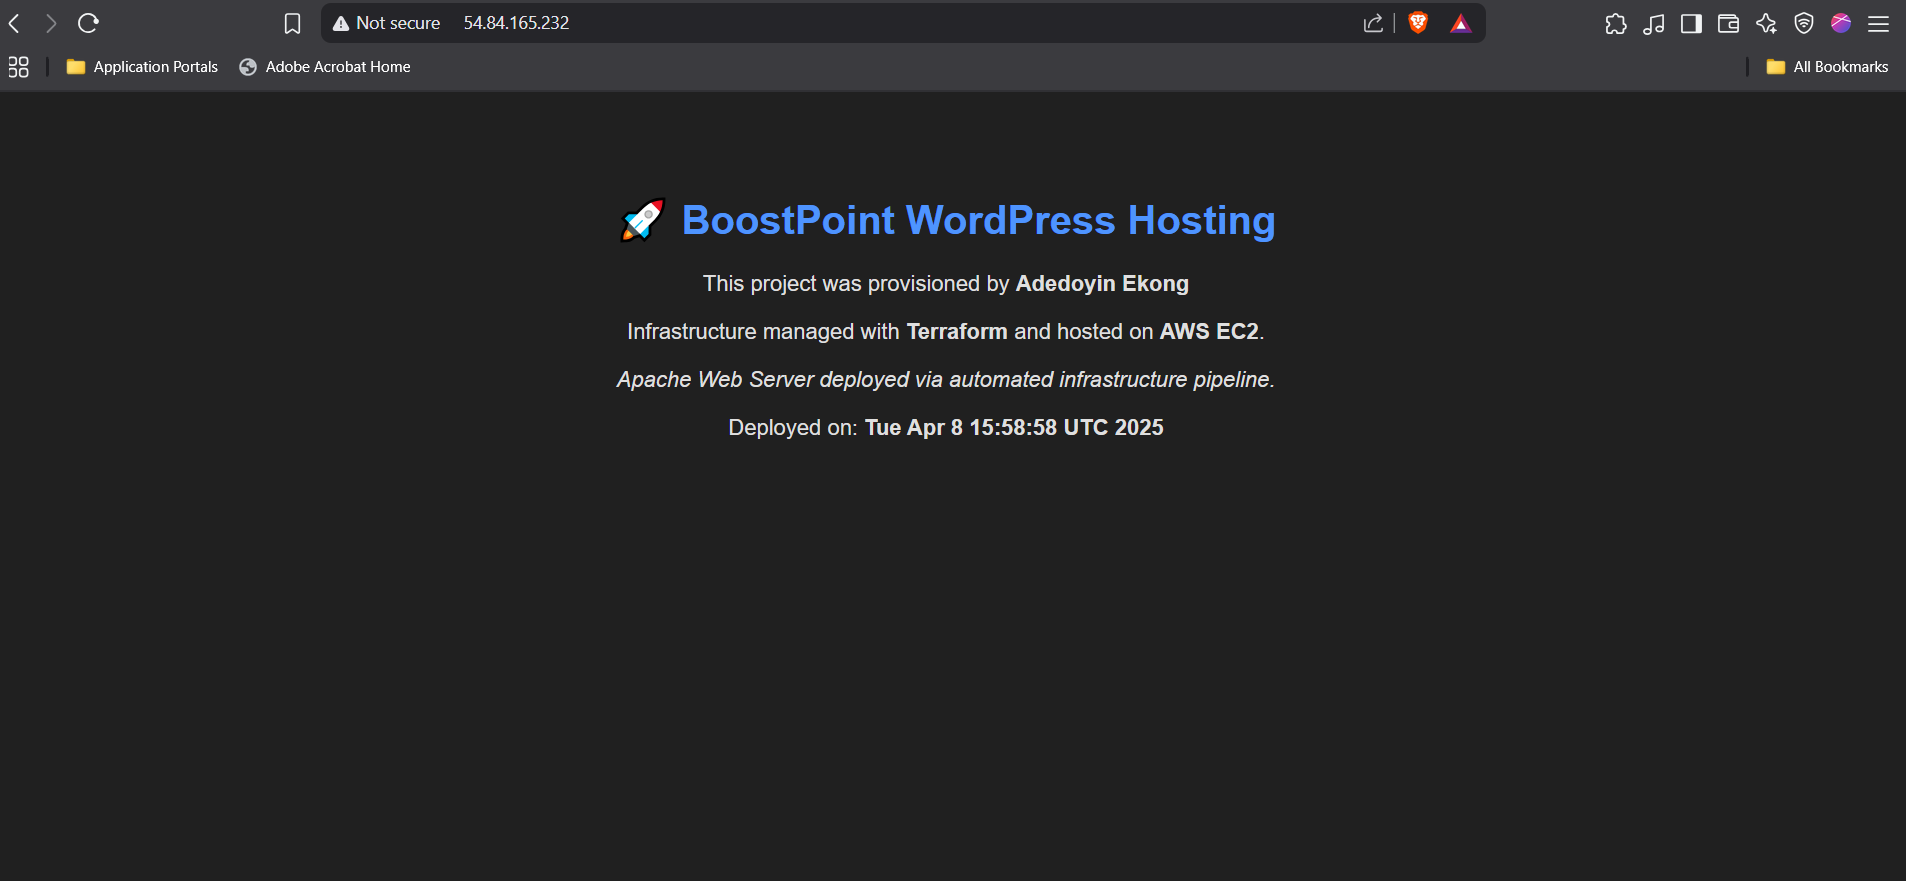 Not secure 54.84.165.232
Application Portals Adobe Acrobat Home All Bookmarks
🚀 BoostPoint WordPress Hosting
This project was provisioned by Adedoyin Ekong
Infrastructure managed with Terraform and hosted on AWS EC2.
Apache Web Server deployed via automated infrastructure pipeline.
Deployed on: Tue Apr 8 15:58:58 UTC 2025